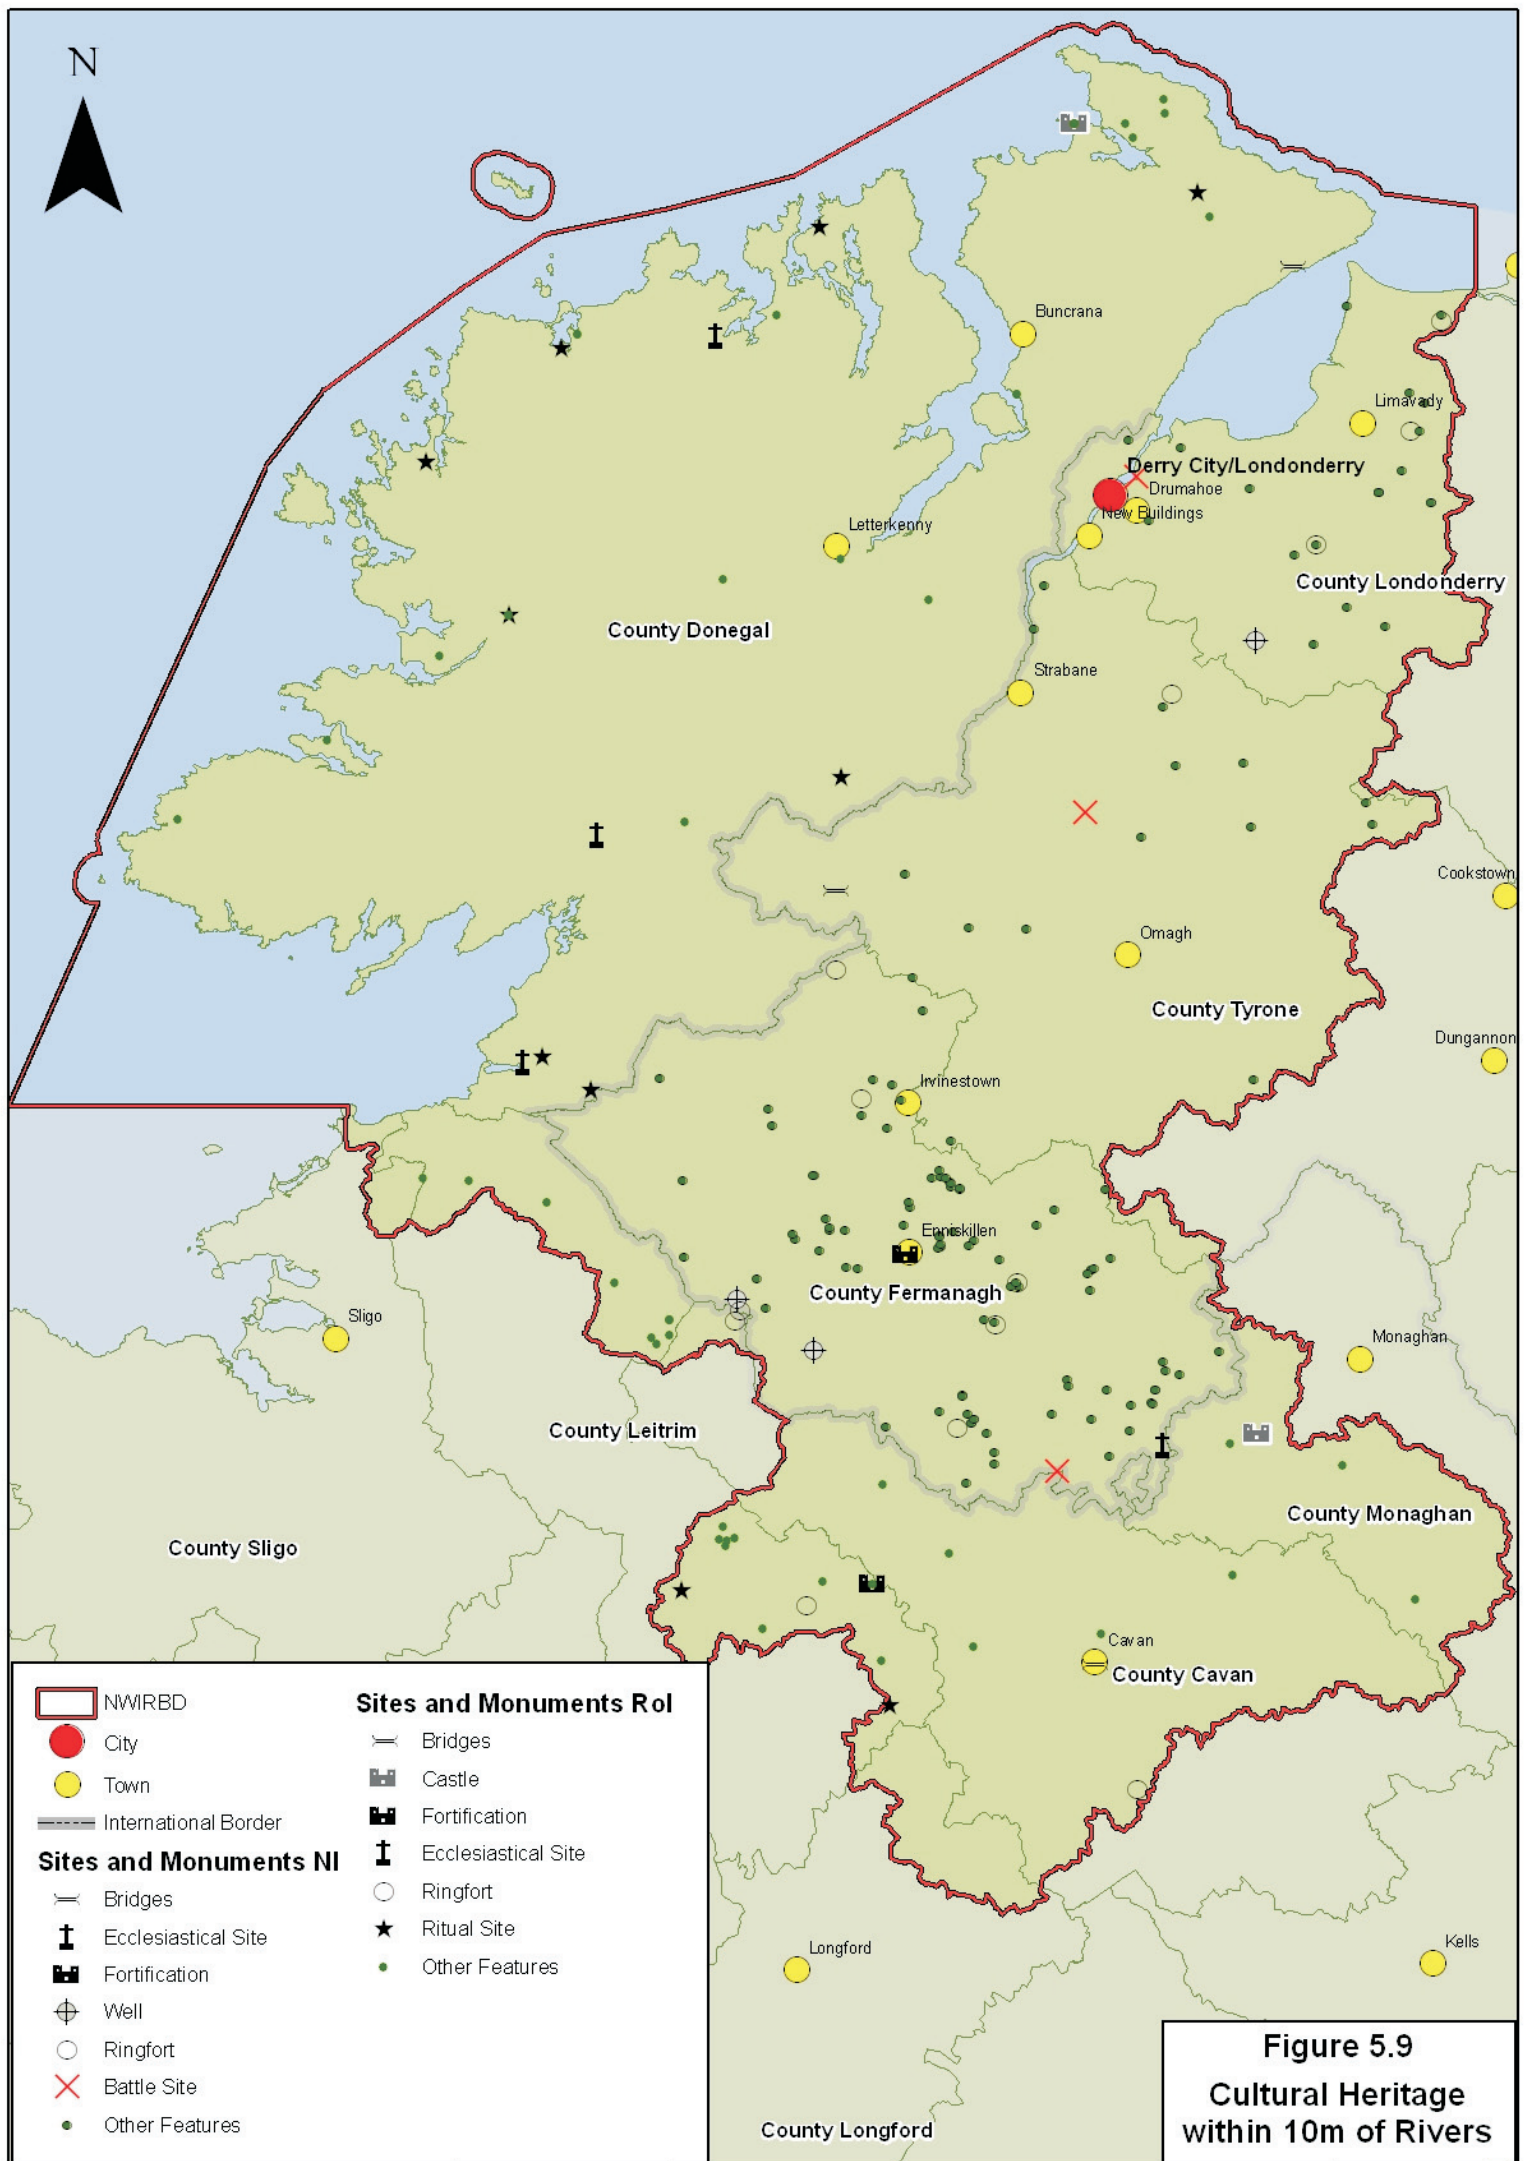 N
Buncrana
Limavady
Derry City/Londonderry
Drumahoe
New Buildings
Letterkenny
County Londonderry
County Donegal
Strabane
Cookstown
Omagh
County Tyrone
Dungannon
Irvinestown
Enniskillen
County Fermanagh
Sligo
Monaghan
County Leitrim
County Monaghan
County Sligo
Cavan
County Cavan
NWIRBD
City
Town
International Border
Sites and Monuments NI
Bridges
Ecclesiastical Site
Fortification
Well
Ringfort
Battle Site
Other Features
Sites and Monuments RoI
Bridges
Castle
Fortification
Ecclesiastical Site
Ringfort
Ritual Site
Other Features
Longford
Kells
County Longford
Figure 5.9
Cultural Heritage
within 10m of Rivers